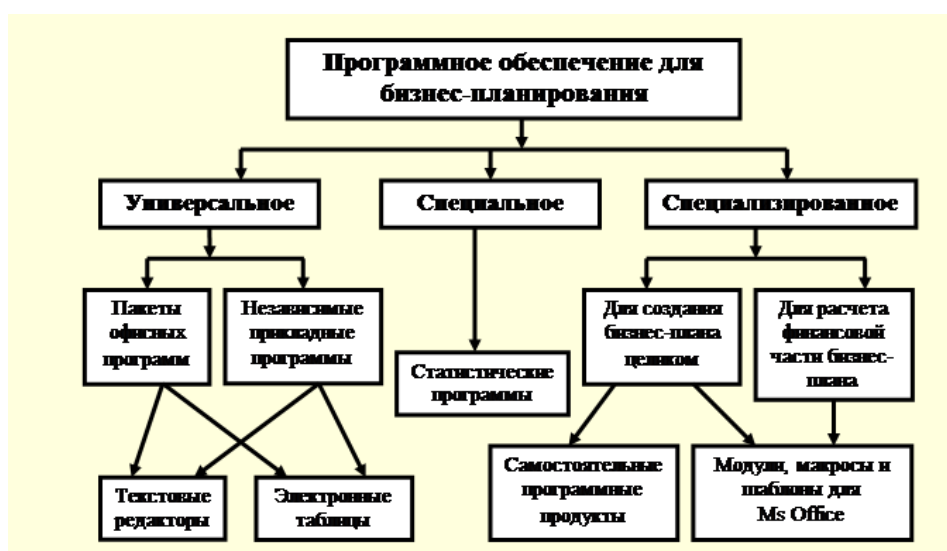 Программное обеспечение для
бизнес-планирования
Универсальное
Специальное
Специализированное
Пакеты
офисных
программ
Независимые
прикладные
программы
Для создания
бизнес-плана
целиком
Для расчета
финансовой
части бизнес-
плана
Статистические
программы
Текстовые
редакторы
Электронные
таблицы
Самостоятельные
программные
продукты
Модули, макросы и
шаблоны для
Ms Office